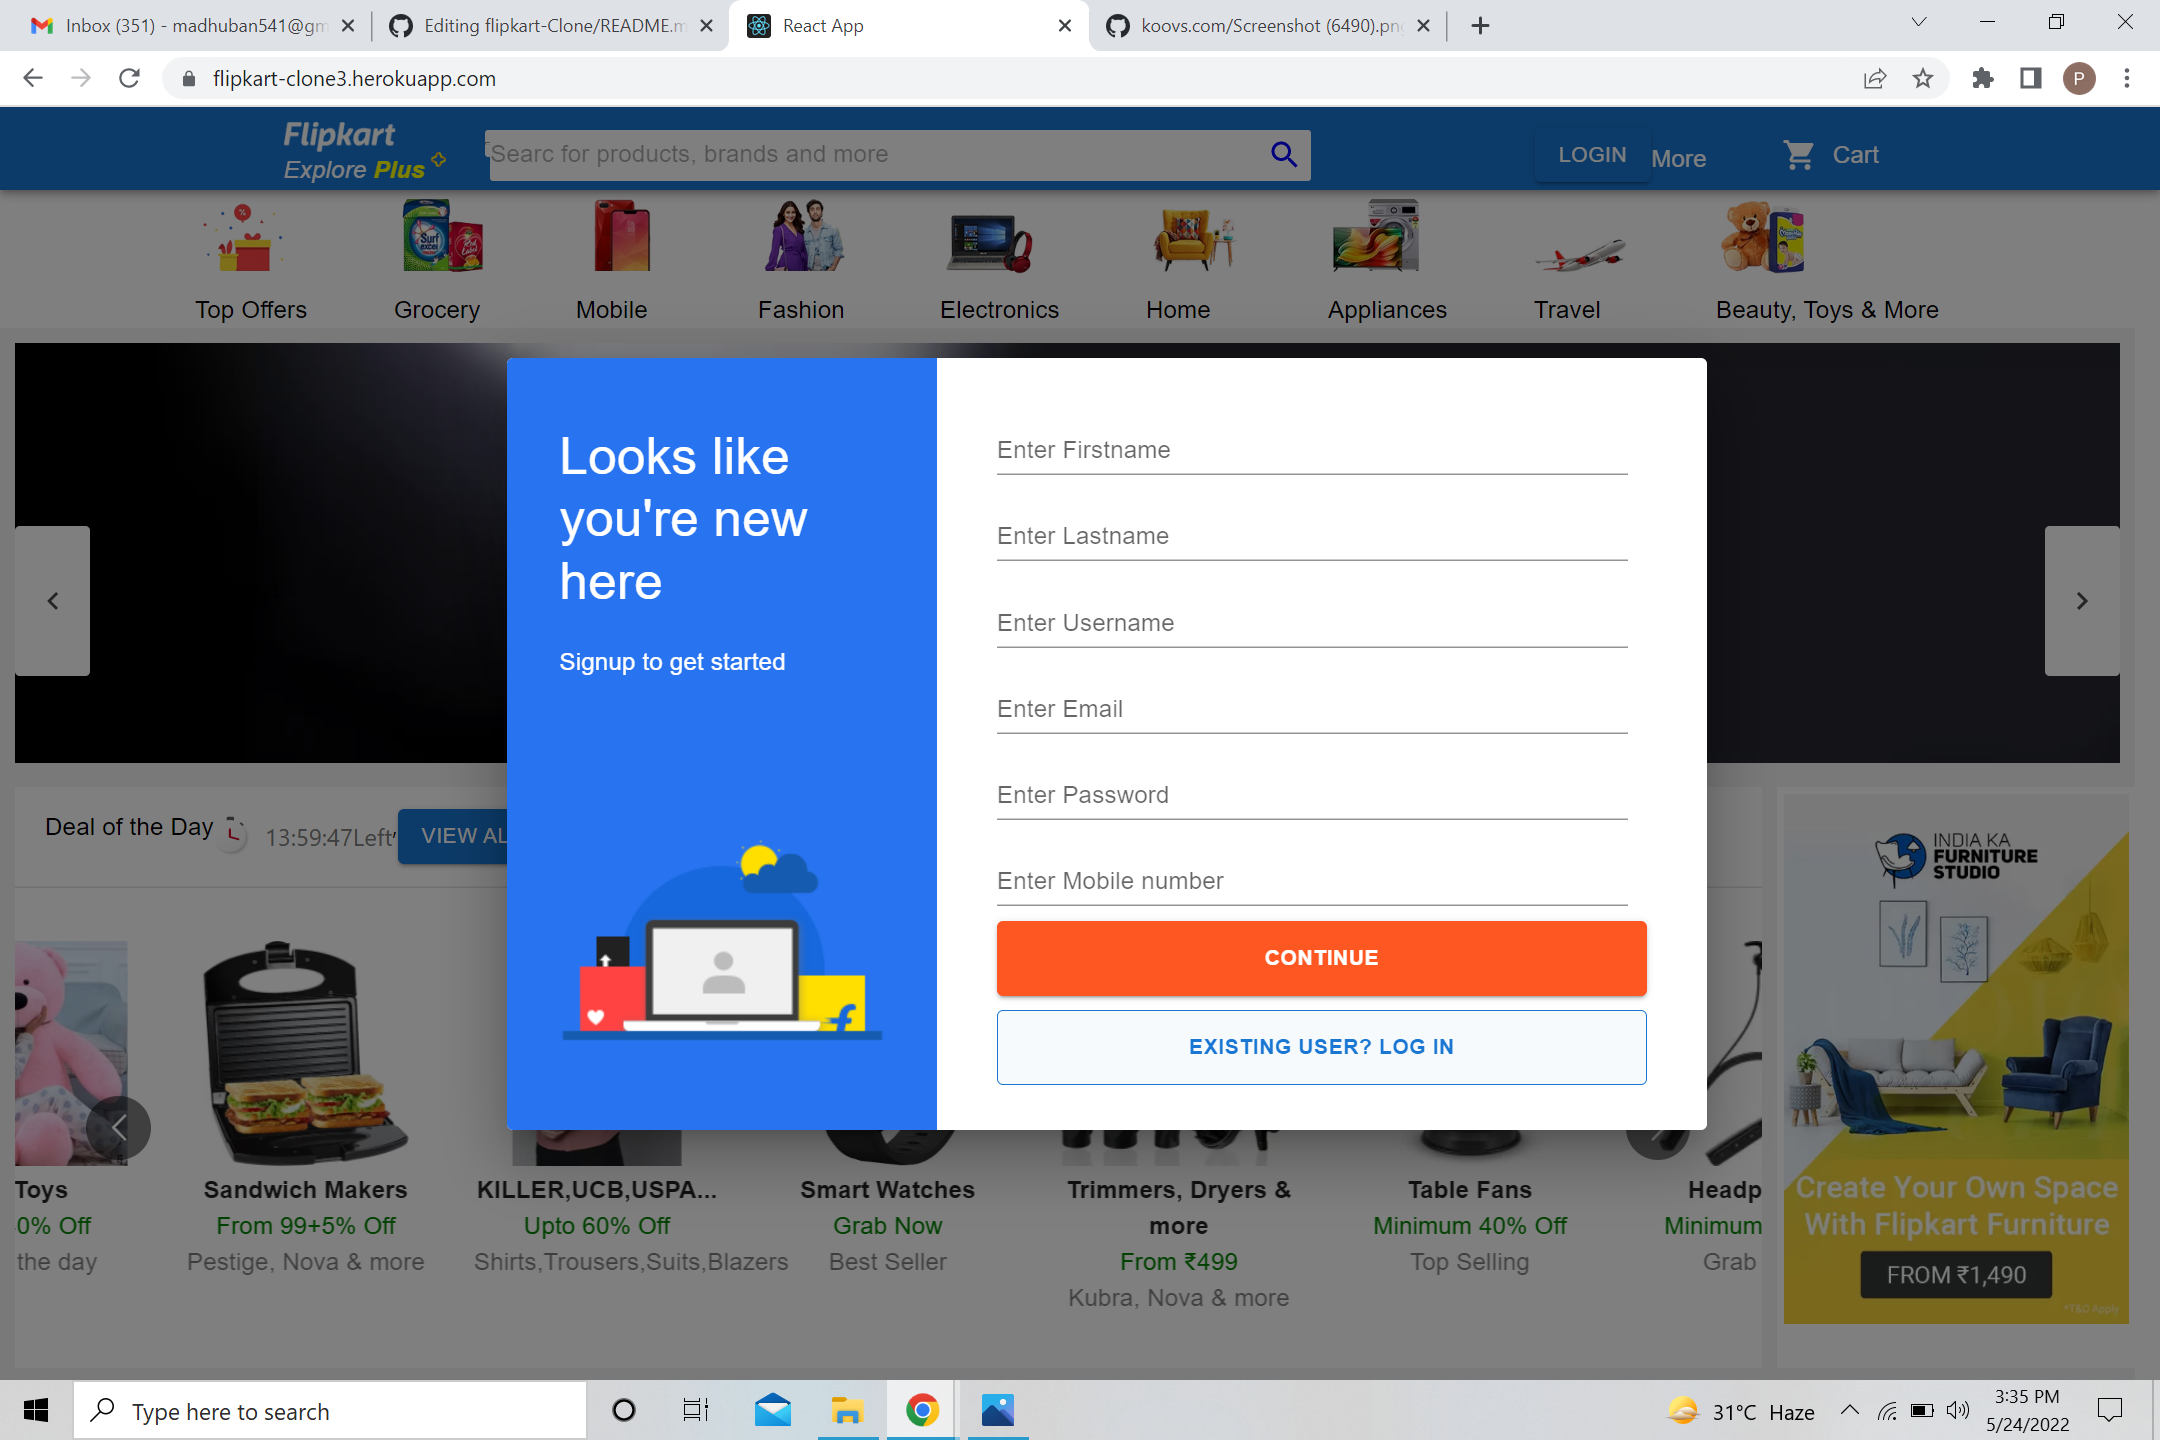 Inbox (351) - madhuban541@gm
Editing flipkart-Clone/README.m
React App
koovs.com/Screenshot (6490).png
flipkart-clone3.herokuapp.com
P
Flipkart
Explore Plus
Searc for products, brands and more
LOGIN
More
Cart
Surf excel
Red Label
Top Offers
Grocery
Mobile
Fashion
Electronics
Home
Appliances
Travel
Beauty, Toys & More
Looks like
you're new
here
Signup to get started
Enter Firstname
Enter Lastname
Enter Username
Enter Email
Enter Password
Enter Mobile number
CONTINUE
EXISTING USER? LOG IN
Deal of the Day
13:59:47Left
VIEW AL
INDIA KA
FURNITURE
STUDIO
Create Your Own Space
With Flipkart Furniture
FROM ₹1,490
*T&C Apply
Toys
0% Off
the day
Sandwich Makers
From 99+5% Off
Pestige, Nova & more
KILLER,UCB,USPA...
Upto 60% Off
Shirts,Trousers,Suits,Blazers
Smart Watches
Grab Now
Best Seller
Trimmers, Dryers &
more
From ₹499
Kubra, Nova & more
Table Fans
Minimum 40% Off
Top Selling
Headp
Minimum
Grab
Type here to search
31°C Haze
3:35 PM
5/24/2022